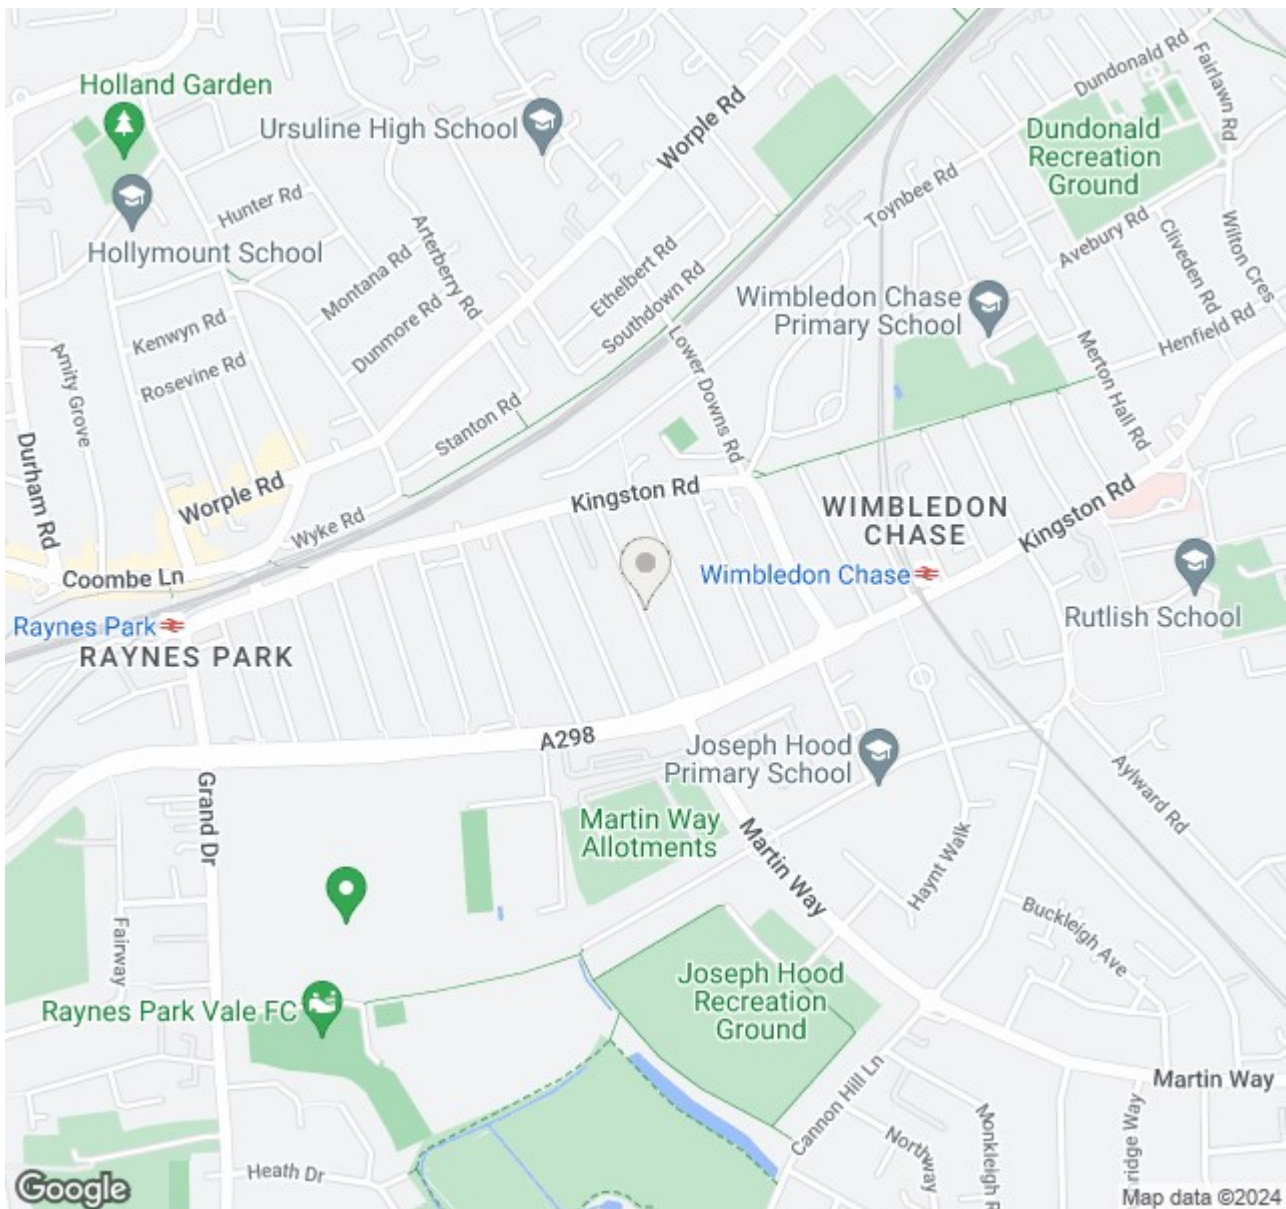 Holland Garden
Ursuline High School
Worple Rd
Dundonald Rd
Fairlawn Rd
Dundonald
Recreation
Ground
Hunter Rd
Hollymount School
Toynbee Rd
Arterberry Rd
Montana Rd
Ethelbert Rd
Avebury Rd
Cliveden Rd
Wilton Cres
Kenwyn Rd
Dunmore Rd
Southdown Rd
Wimbledon Chase
Primary School
Henfield Rd
Amity Grove
Rosevine Rd
Lower Downs Rd
Merton Hall Rd
Durham Rd
Stanton Rd
Worple Rd
Kingston Rd
WIMBLEDON
CHASE
Kingston Rd
Wyke Rd
Coombe Ln
Wimbledon Chase
Raynes Park
RAYNES PARK
Rutlish School
A298
Joseph Hood
Primary School
Grand Dr
Martin Way
Allotments
Martin Way
Aylward Rd
Haynt Walk
Fairway
Buckleigh Ave
Raynes Park Vale FC
Joseph Hood
Recreation
Ground
Cannon Hill Ln
Martin Way
Monkleigh R
Northway
Heath Dr
Google
Map data ©2024